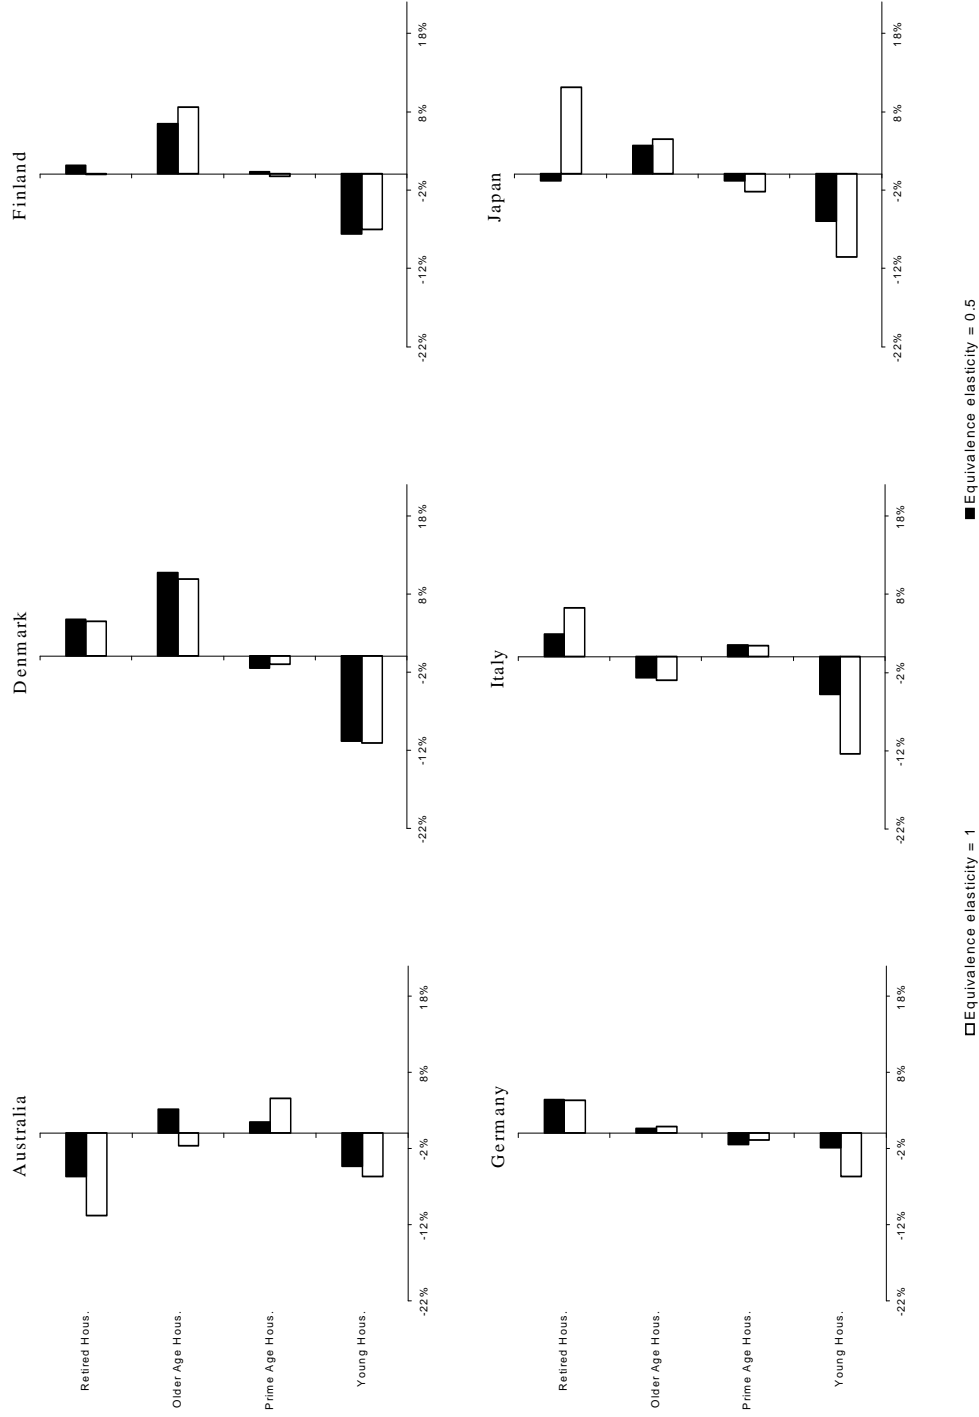 Australia
Denmark
Finland
Retired Hous.
Older Age Hous.
Prime Age Hous.
Young Hous.
-22% -12% -2% 8% 18%
-22% -12% -2% 8% 18%
-22% -12% -2% 8% 18%
Germany
Italy
Japan
Retired Hous.
Older Age Hous.
Prime Age Hous.
Young Hous.
-22% -12% -2% 8% 18%
-22% -12% -2% 8% 18%
-22% -12% -2% 8% 18%
Equivalence elasticity = 1
Equivalence elasticity = 0.5